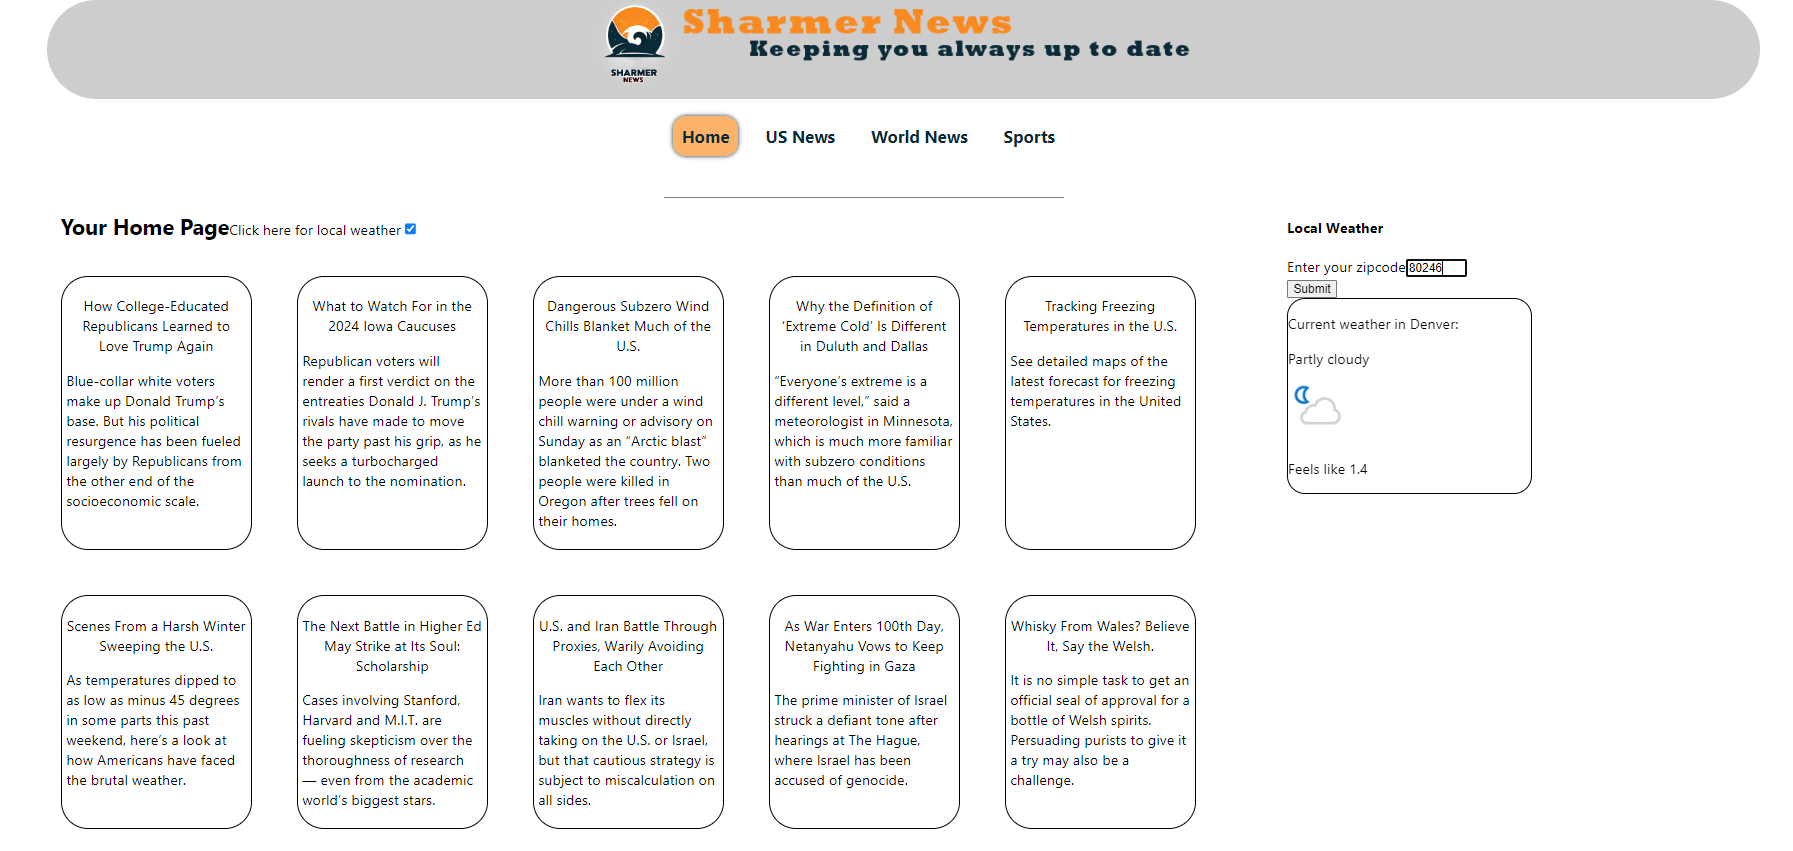 Sharmer News
Keeping you always up to date
SHARMER
NEWS
Home
US News
World News
Sports
Your Home Page
Click here for local weather
How College-Educated
Republicans Learned to
Love Trump Again
Blue-collar white voters
make up Donald Trump’s
base. But his political
resurgence has been fueled
largely by Republicans from
the other end of the
socioeconomic scale.
What to Watch For in the
2024 Iowa Caucuses
Republican voters will
render a first verdict on the
entreaties Donald J. Trump’s
rivals have made to move
the party past his grip, as he
seeks a turbocharged
launch to the nomination.
Dangerous Subzero Wind
Chills Blanket Much of the
U.S.
More than 100 million
people were under a wind
chill warning or advisory on
Sunday as an “Arctic blast”
blanketed the country. Two
people were killed in
Oregon after trees fell on
their homes.
Why the Definition of
‘Extreme Cold’ Is Different
in Duluth and Dallas
“Everyone’s extreme is a
different level,” said a
meteorologist in Minnesota,
which is much more familiar
with subzero conditions
than much of the U.S.
Tracking Freezing
Temperatures in the U.S.
See detailed maps of the
latest forecast for freezing
temperatures in the United
States.
Scenes From a Harsh Winter
Sweeping the U.S.
As temperatures dipped to
as low as minus 45 degrees
in some parts this past
weekend, here’s a look at
how Americans have faced
the brutal weather.
The Next Battle in Higher Ed
May Strike at Its Soul:
Scholarship
Cases involving Stanford,
Harvard and M.I.T. are
fueling skepticism over the
thoroughness of research
— even from the academic
world’s biggest stars.
U.S. and Iran Battle Through
Proxies, Warily Avoiding
Each Other
Iran wants to flex its
muscles without directly
taking on the U.S. or Israel,
but that cautious strategy is
subject to miscalculation on
all sides.
As War Enters 100th Day,
Netanyahu Vows to Keep
Fighting in Gaza
The prime minister of Israel
struck a defiant tone after
hearings at The Hague,
where Israel has been
accused of genocide.
Whisky From Wales? Believe
It, Say the Welsh.
It is no simple task to get an
official seal of approval for a
bottle of Welsh spirits.
Persuading purists to give it
a try may also be a
challenge.
Local Weather
Enter your zipcode 80246
Submit
Current weather in Denver:
Partly cloudy
Feels like 1.4